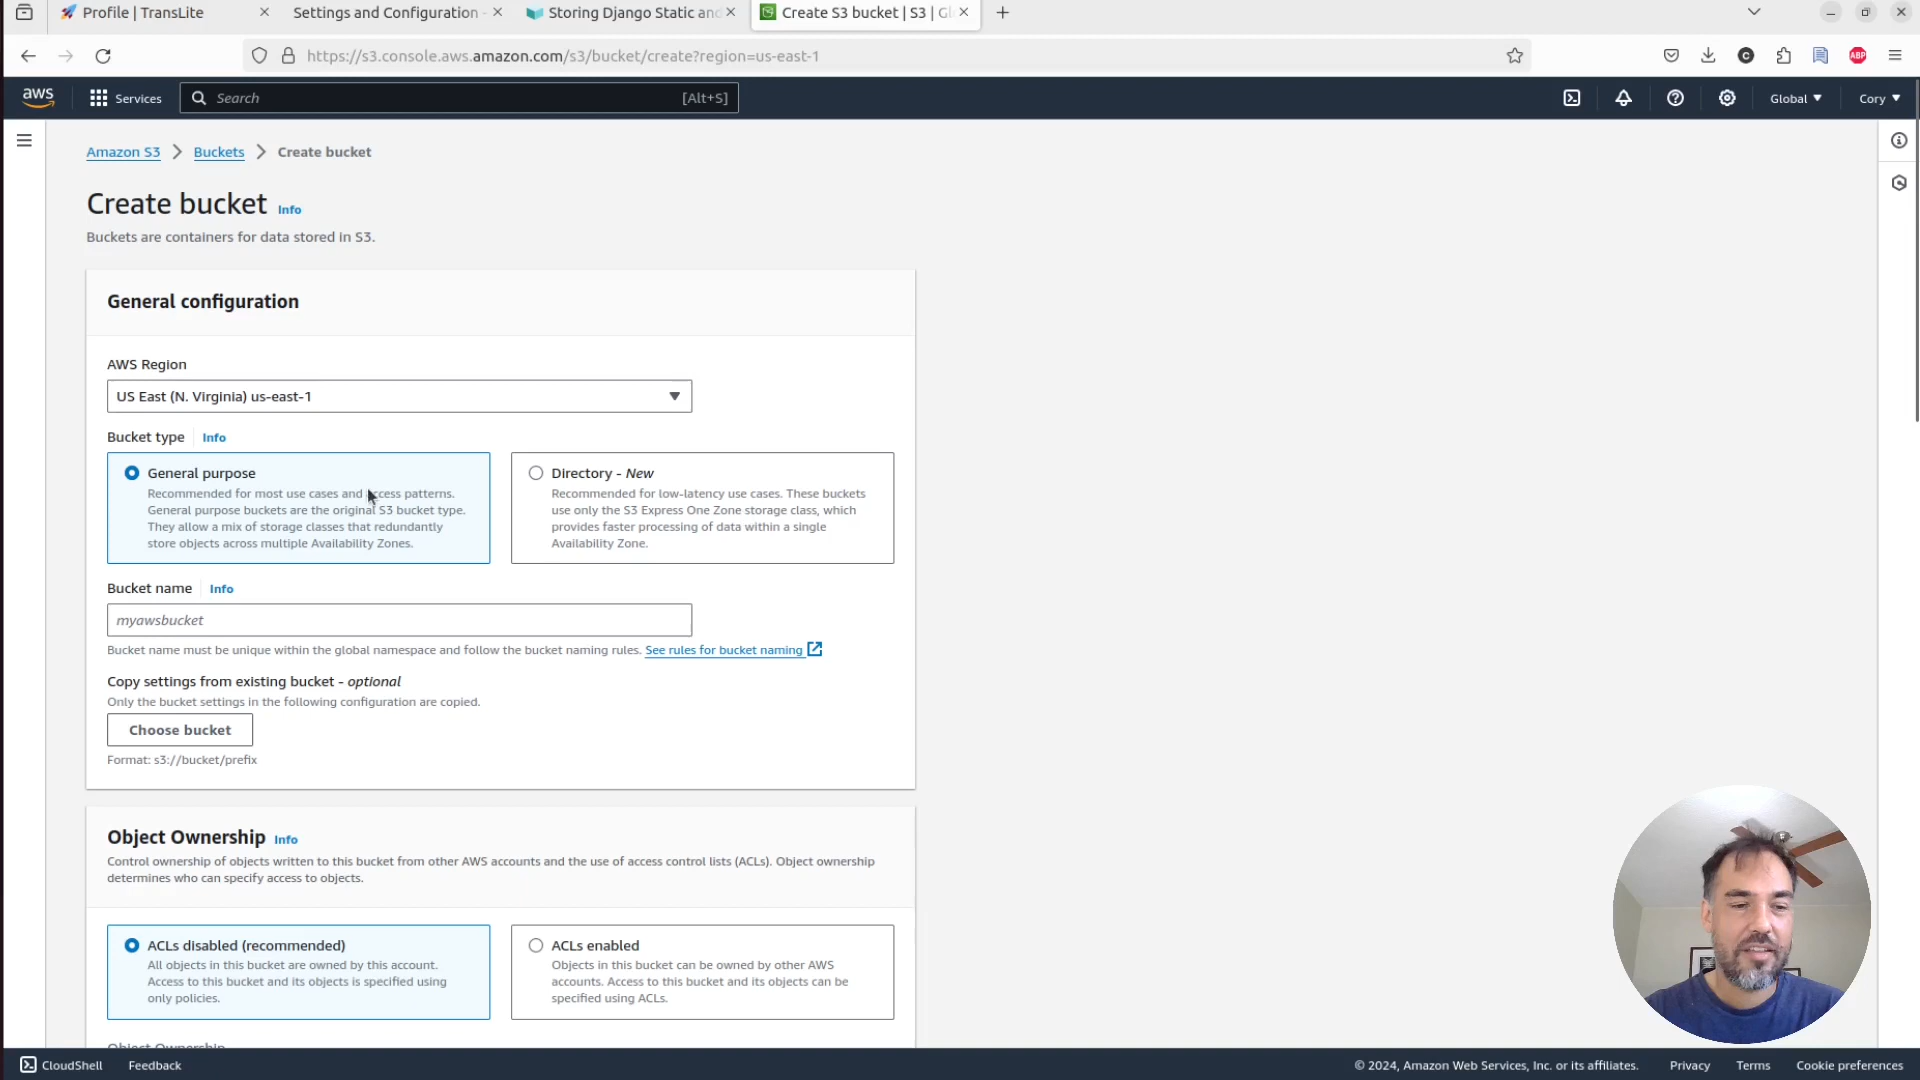 Profile | TransLite
Settings and Configuration -
Storing Django Static and
Create S3 bucket | S3 | Gl
https://s3.console.aws.amazon.com/s3/bucket/create?region=us-east-1
ABP
aws
Services
Search
[Alt+S]
Global
Cory
Amazon S3
Buckets
Create bucket
Create bucket Info
Buckets are containers for data stored in S3.
General configuration
AWS Region
US East (N. Virginia) us-east-1
Bucket type Info
General purpose
Recommended for most use cases and access patterns.
General purpose buckets are the original S3 bucket type.
They allow a mix of storage classes that redundantly
store objects across multiple Availability Zones.
Directory - New
Recommended for low-latency use cases. These buckets
use only the S3 Express One Zone storage class, which
provides faster processing of data within a single
Availability Zone.
Bucket name Info
myawsbucket
Bucket name must be unique within the global namespace and follow the bucket naming rules. See rules for bucket naming
Copy settings from existing bucket - optional
Only the bucket settings in the following configuration are copied.
Choose bucket
Format: s3://bucket/prefix
Object Ownership Info
Control ownership of objects written to this bucket from other AWS accounts and the use of access control lists (ACLs). Object ownership
determines who can specify access to objects.
ACLs disabled (recommended)
All objects in this bucket are owned by this account.
Access to this bucket and its objects is specified using
only policies.
ACLs enabled
Objects in this bucket can be owned by other AWS
accounts. Access to this bucket and its objects can be
specified using ACLs.
Object Ownership
CloudShell
Feedback
© 2024, Amazon Web Services, Inc. or its affiliates.
Privacy
Terms
Cookie preferences